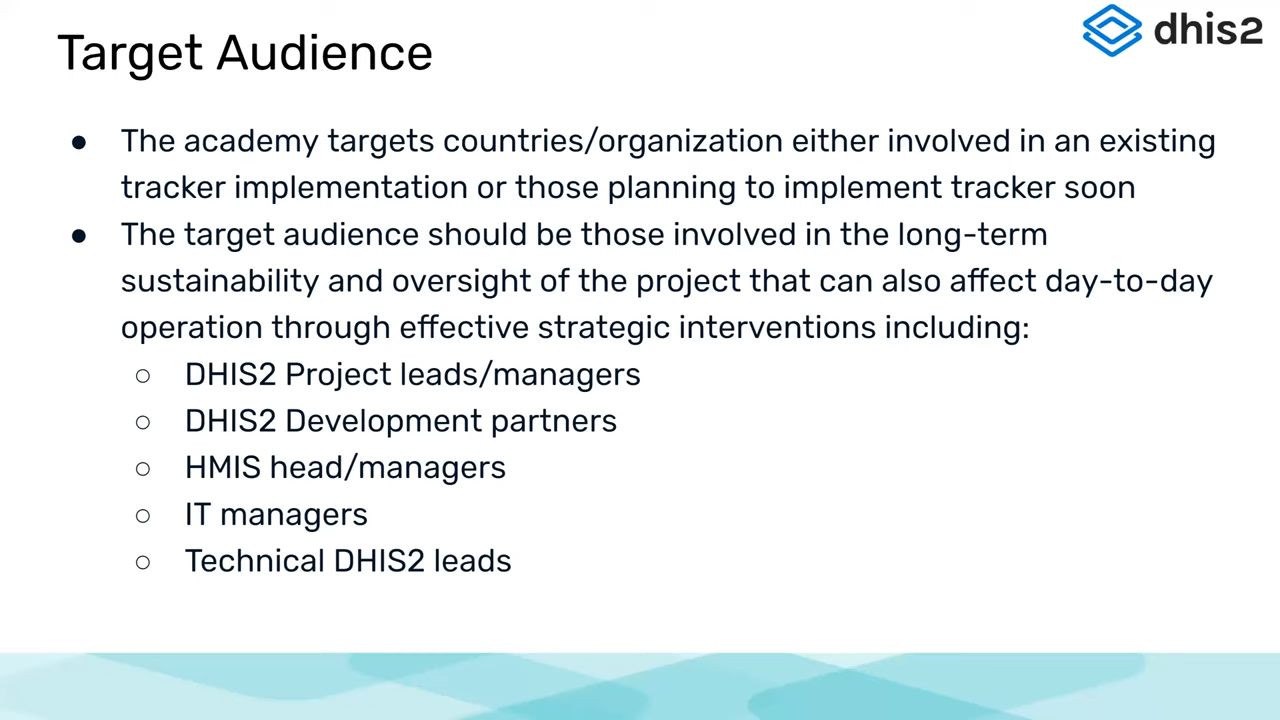 dhis2
Target Audience
● The academy targets countries/organization either involved in an existing
tracker implementation or those planning to implement tracker soon
● The target audience should be those involved in the long-term
sustainability and oversight of the project that can also affect day-to-day
operation through effective strategic interventions including:
○ DHIS2 Project leads/managers
○ DHIS2 Development partners
○ HMIS head/managers
○ IT managers
○ Technical DHIS2 leads